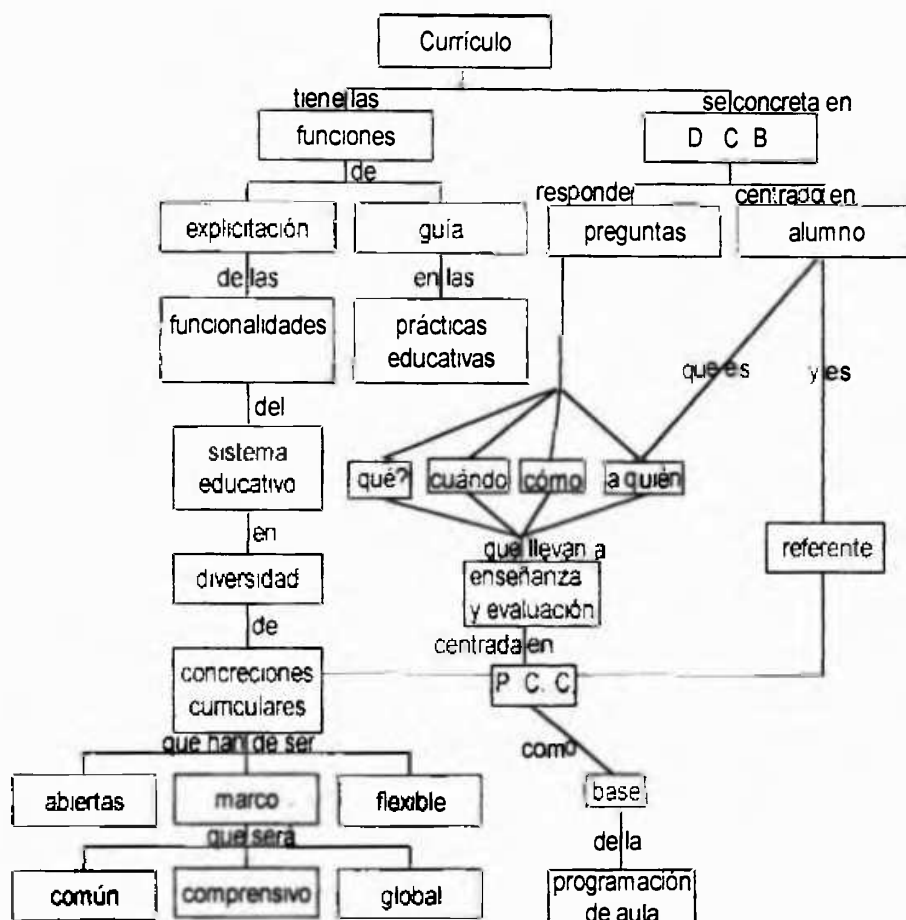 Currículo
tiene las
se concreta en
funciones
D C B
de
responde
centrado en
explicitación
guía
preguntas
alumno
de las
en las
funcionalidades
prácticas
educativas
que es
y es
del
sistema
educativo
qué?
cuándo
cómo
a quién
en
que llevan a
referente
diversidad
enseñanza
y evaluación
de
centrada en
concreciones
curriculares
P. C. C.
que han de ser
como
abiertas
marco
flexible
base
que será
de la
común
comprensivo
global
programación
de aula